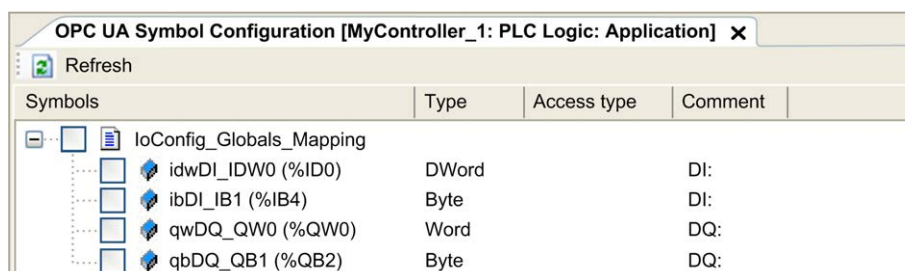 OPC UA Symbol Configuration [MyController_1: PLC Logic: Application]
Refresh
Symbols Type Access type Comment
IoConfig_Globals_Mapping
idwDI_IDW0 (%ID0) DWord DI:
ibDI_IB1 (%IB4) Byte DI:
qwDQ_QW0 (%QW0) Word DQ:
qbDQ_QB1 (%QB2) Byte DQ: